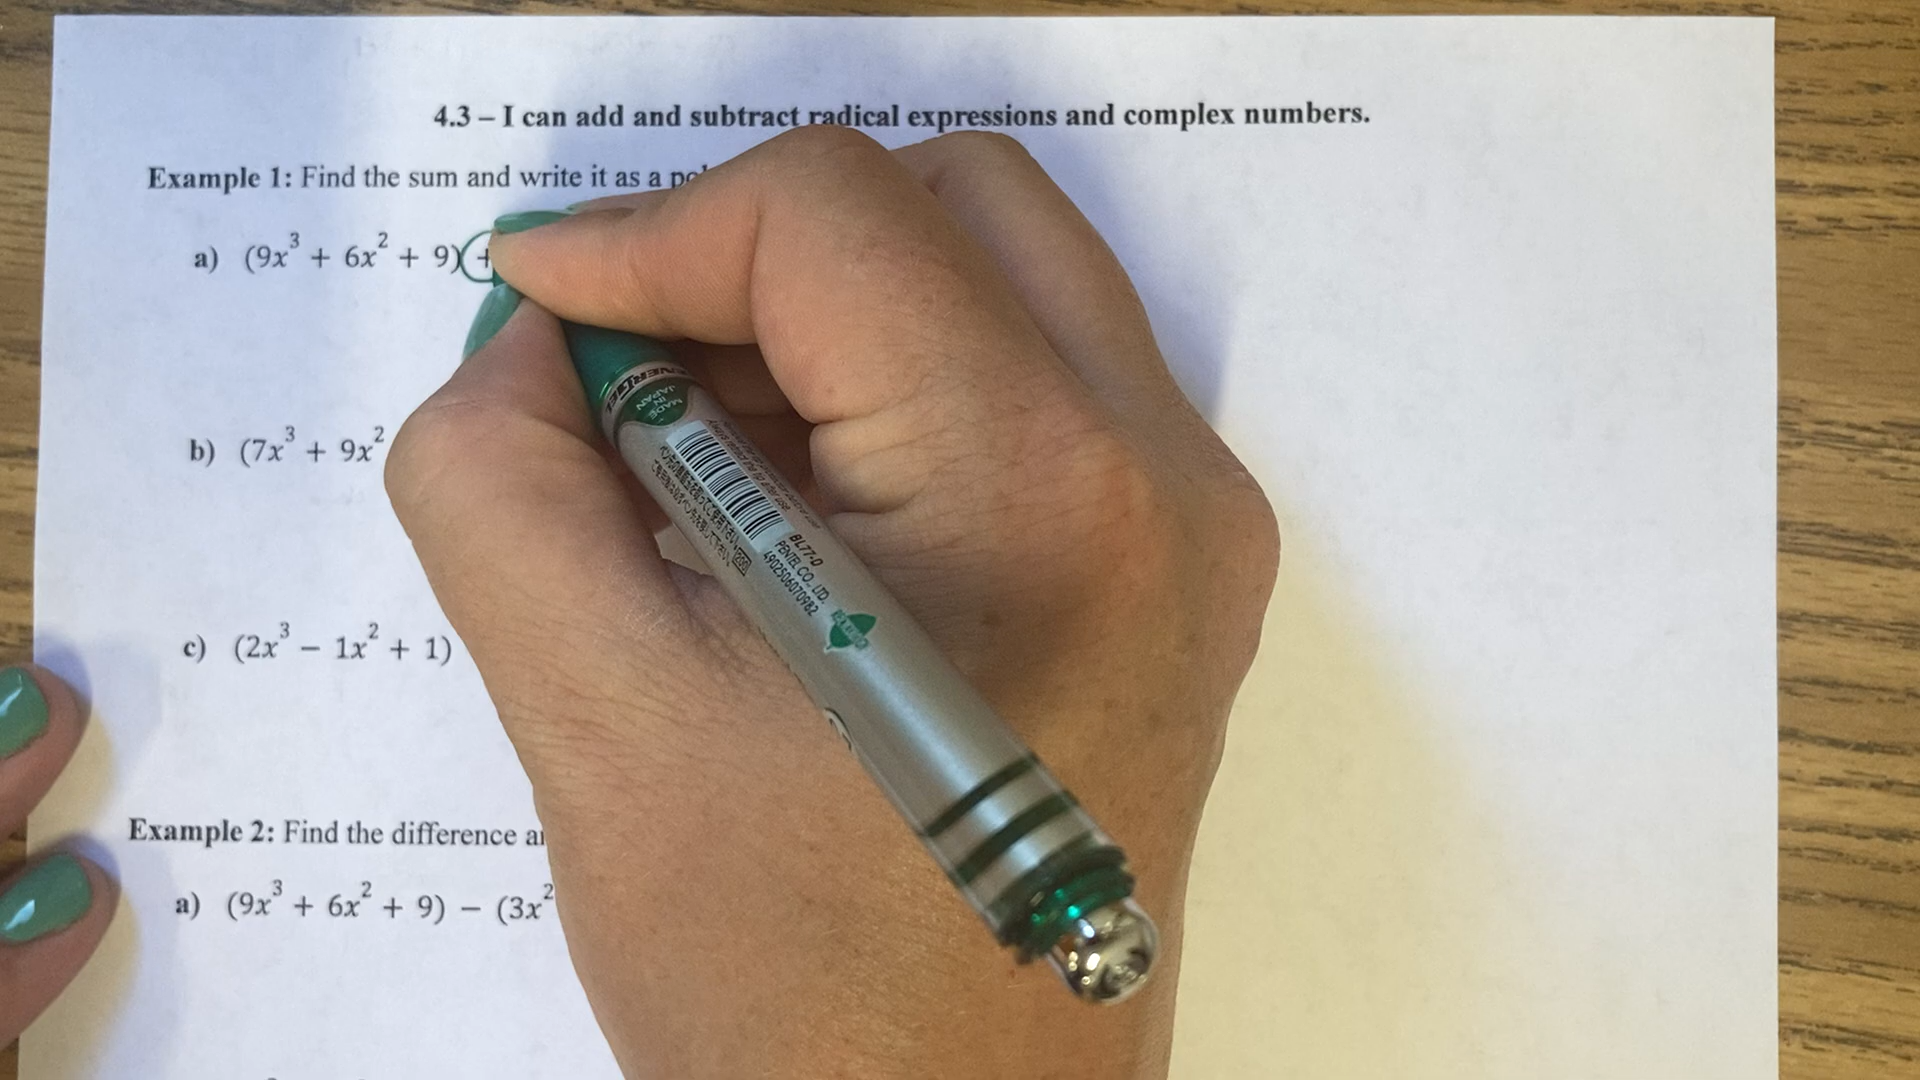 4.3 – I can add and subtract radical expressions and complex numbers.
Example 1: Find the sum and write it as a
a) (9x³ + 6x² + 9) +
b) (7x³ + 9x²
c) (2x³ − 1x² + 1)
Example 2: Find the difference
a) (9x³ + 6x² + 9) − (3x²
MADE IN JAPAN
BL77-D
PENTEL CO., LTD.
4902506070982